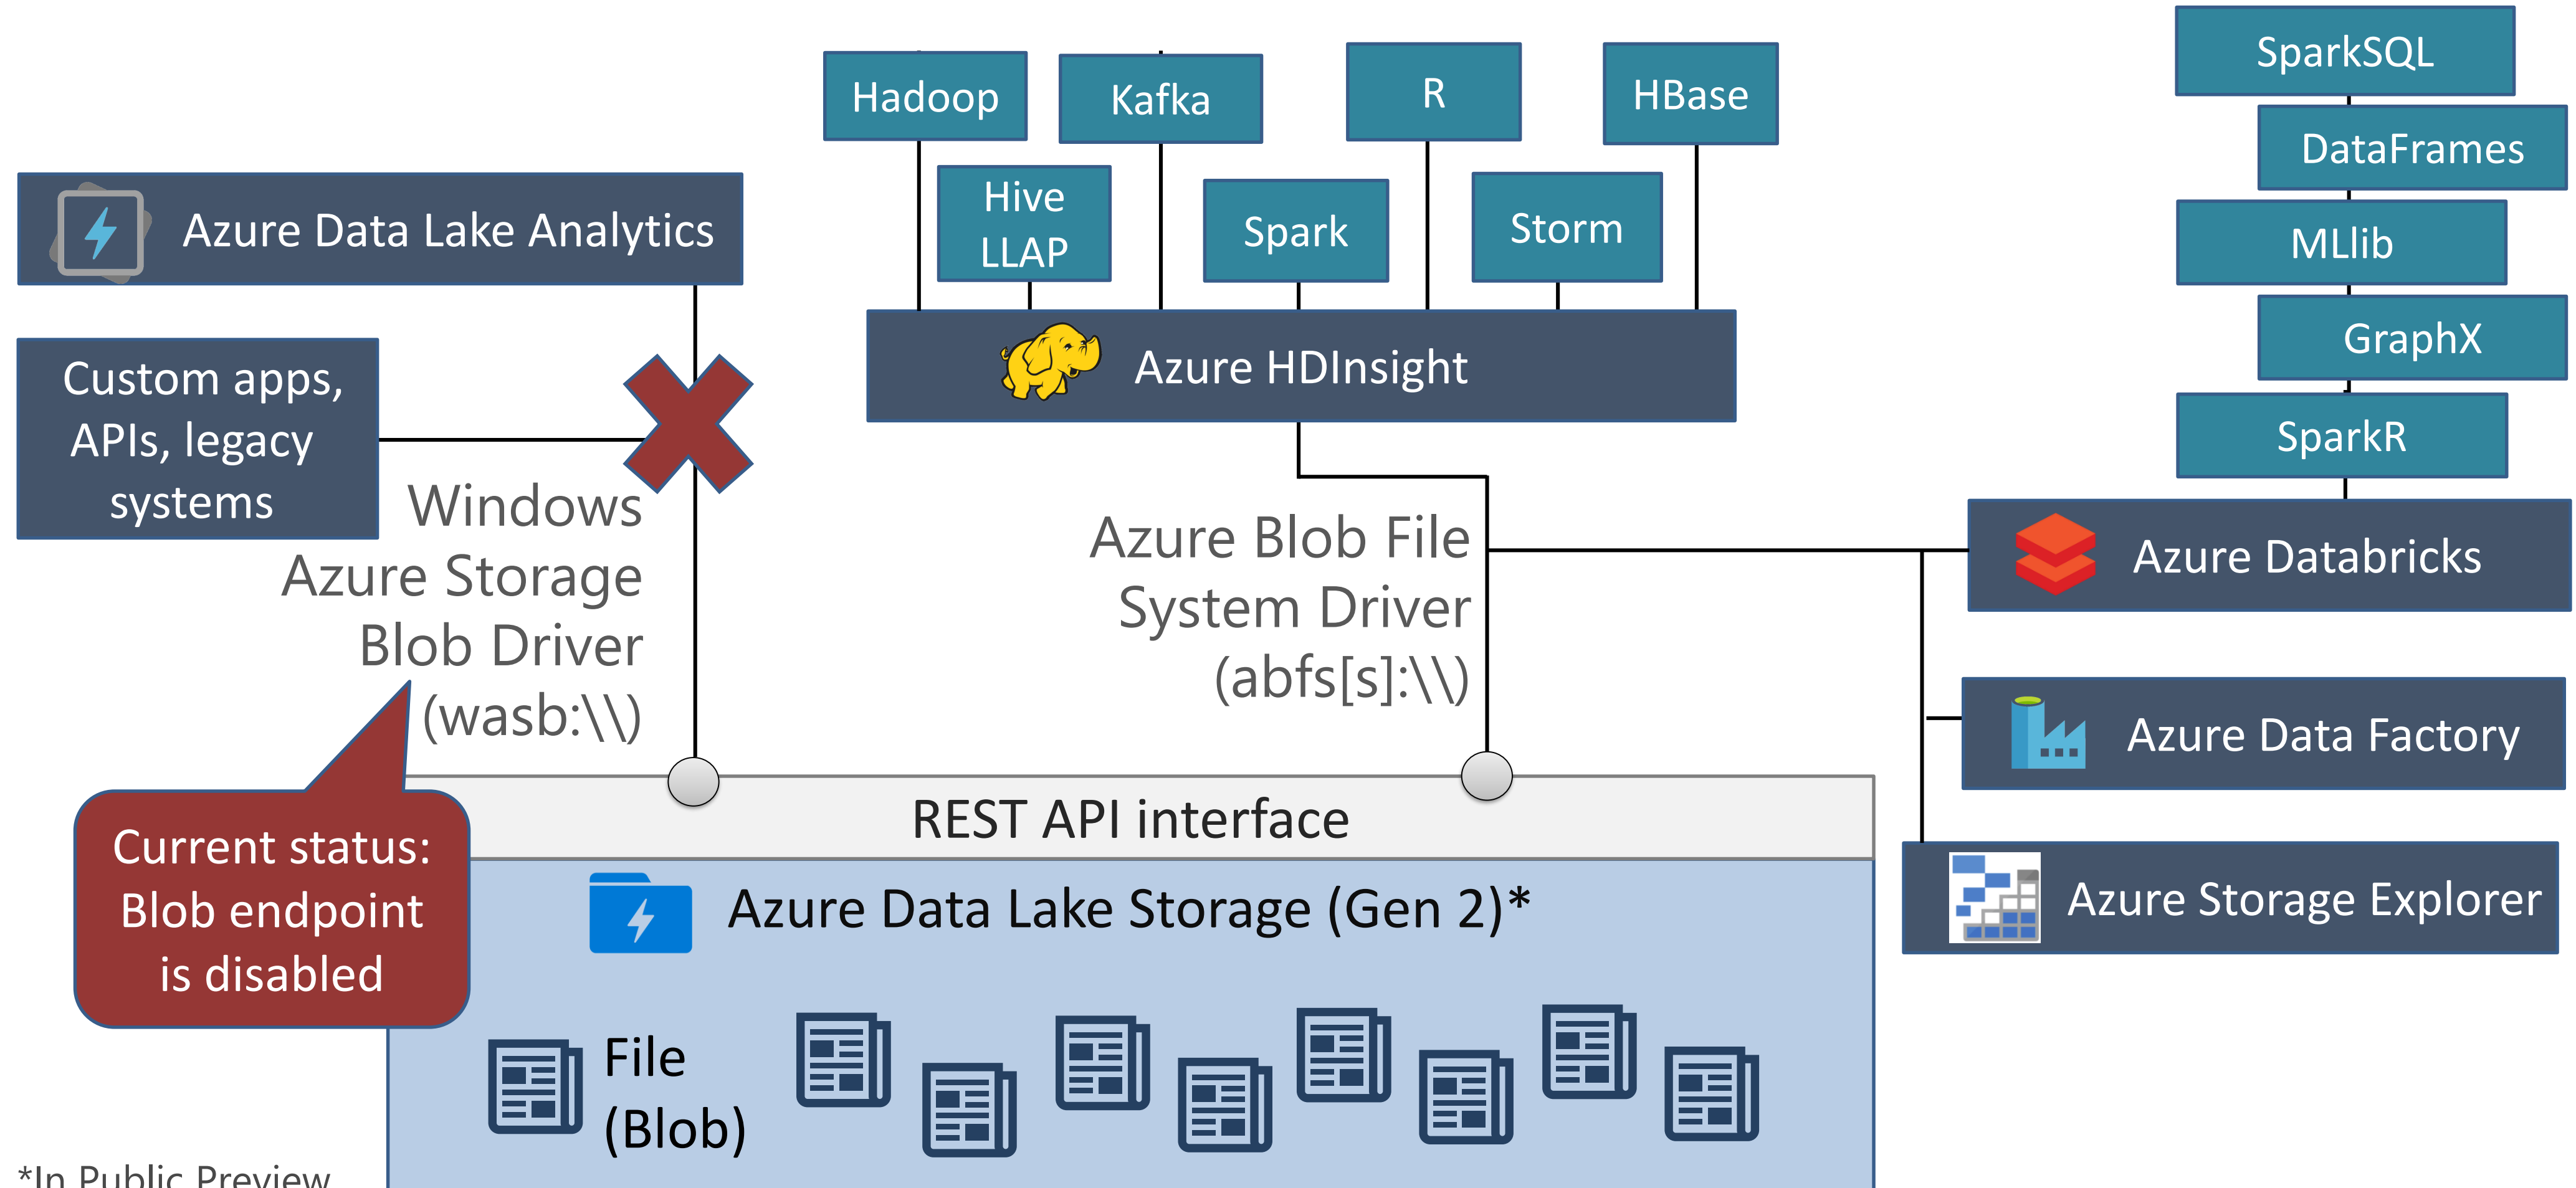 Hadoop
Kafka
R
HBase
SparkSQL
DataFrames
Hive
LLAP
Spark
Storm
MLlib
Azure Data Lake Analytics
GraphX
Azure HDInsight
SparkR
Custom apps,
APIs, legacy
systems
Windows
Azure Storage
Blob Driver
(wasb:\\)
Azure Blob File
System Driver
(abfs[s]:\\)
Azure Databricks
Azure Data Factory
Azure Storage Explorer
REST API interface
Current status:
Blob endpoint
is disabled
Azure Data Lake Storage (Gen 2)*
File
(Blob)
*In Public Preview